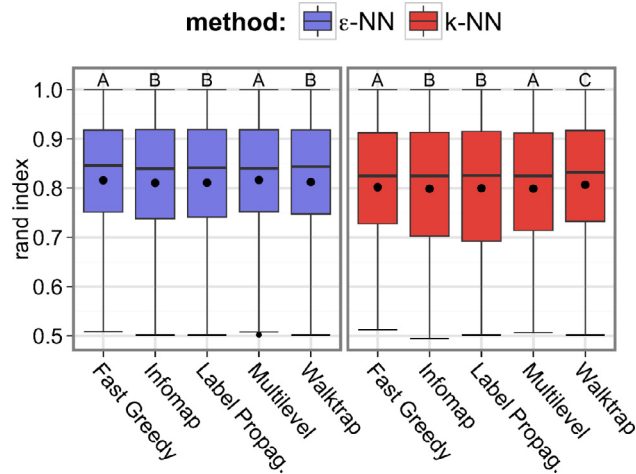 method: ε-NN k-NN
A B B A B A B B A C
1.0
0.9
0.8
0.7
0.6
0.5
rand index
Fast Greedy
Infomap
Label Propag.
Multilevel
Walktrap
Fast Greedy
Infomap
Label Propag.
Multilevel
Walktrap